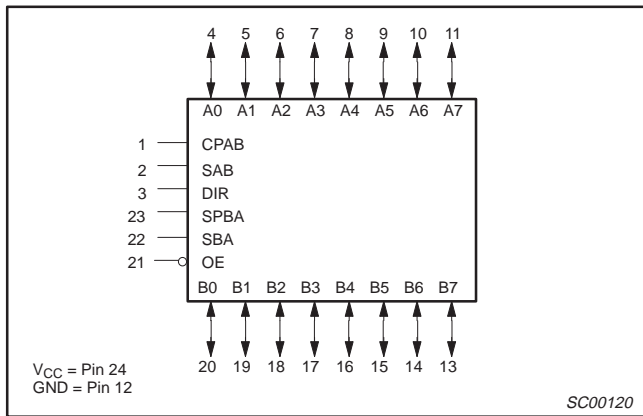 4 5 6 7 8 9 10 11
A0 A1 A2 A3 A4 A5 A6 A7
1 CPAB
2 SAB
3 DIR
23 SPBA
22 SBA
21 OE
B0 B1 B2 B3 B4 B5 B6 B7
20 19 18 17 16 15 14 13
VCC = Pin 24
GND = Pin 12
SC00120